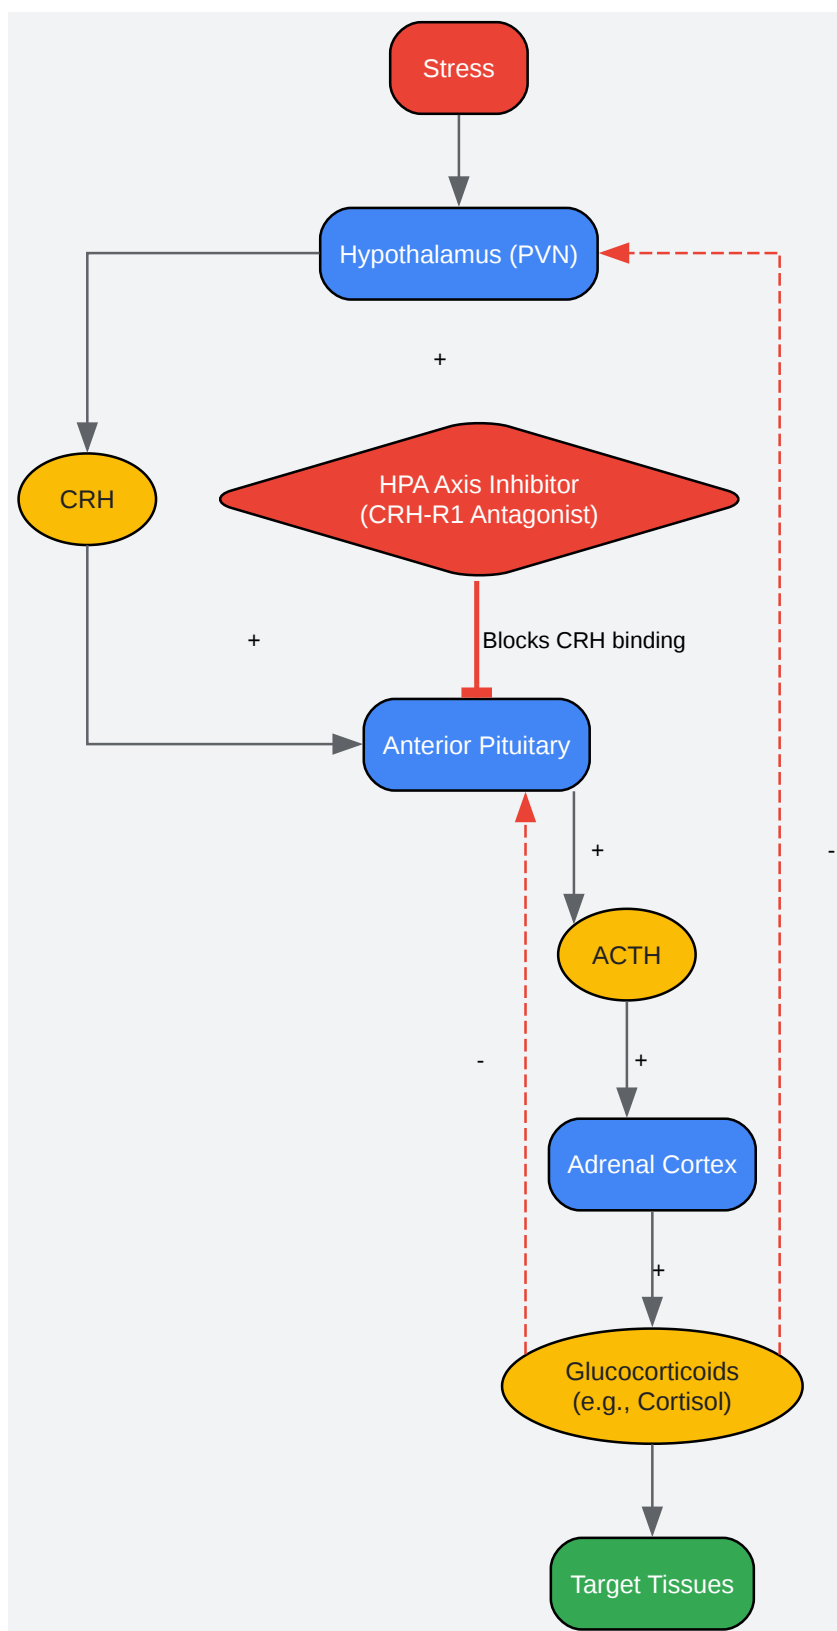 Stress
Hypothalamus (PVN)
+
HPA Axis Inhibitor
(CRH-R1 Antagonist)
CRH
+
Blocks CRH binding
Anterior Pituitary
+
-
ACTH
-
+
Adrenal Cortex
+
Glucocorticoids
(e.g., Cortisol)
Target Tissues